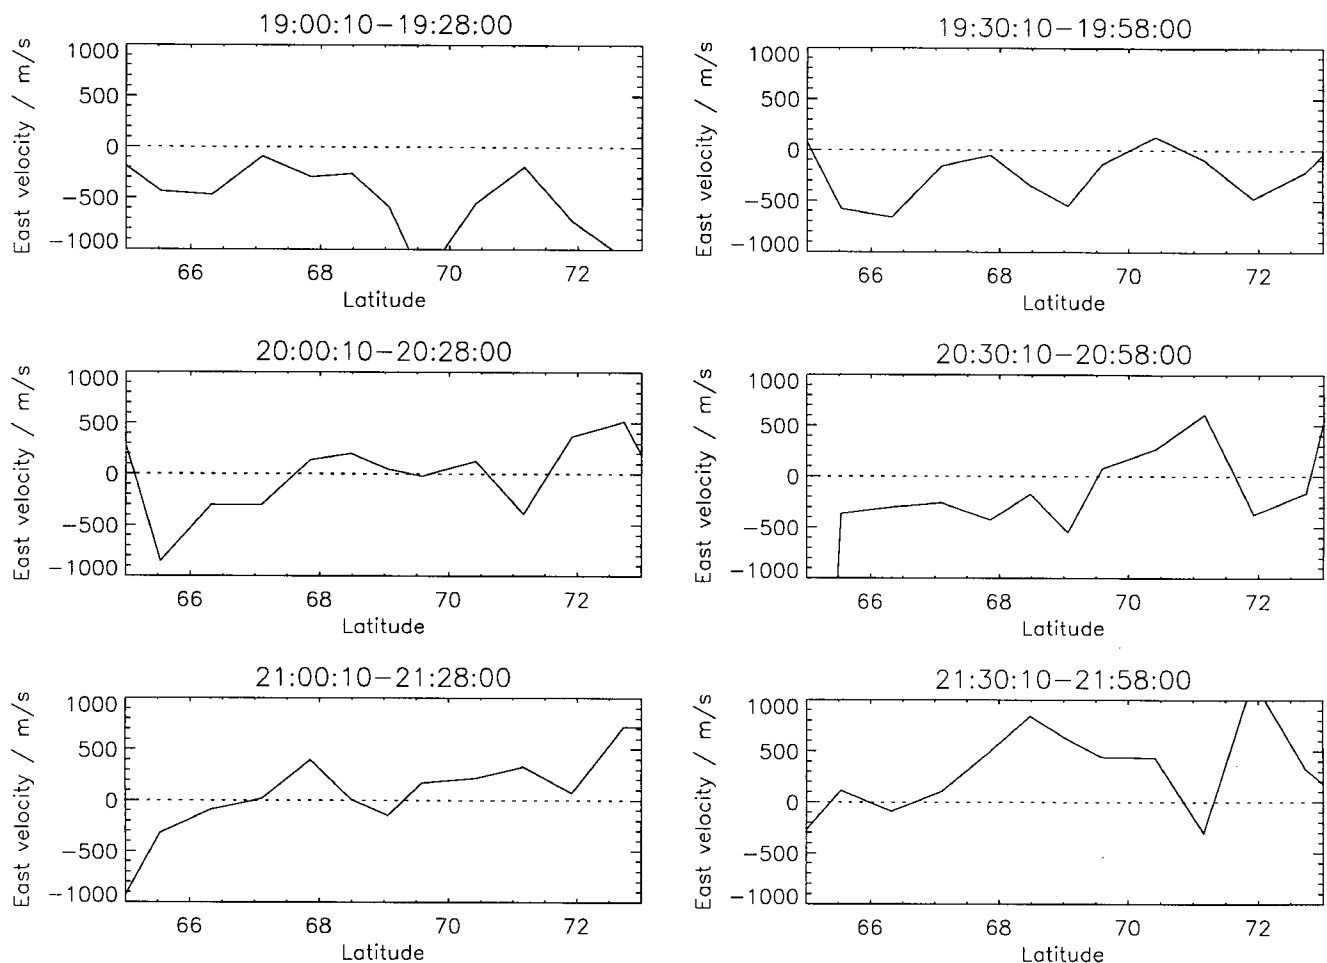 19:00:10−19:28:00
East velocity / m/s
1000
500
0
−500
−1000
66 68 70 72
Latitude
19:30:10−19:58:00
East velocity / m/s
1000
500
0
−500
−1000
66 68 70 72
Latitude
20:00:10−20:28:00
East velocity / m/s
1000
500
0
−500
−1000
66 68 70 72
Latitude
20:30:10−20:58:00
East velocity / m/s
1000
500
0
−500
−1000
66 68 70 72
Latitude
21:00:10−21:28:00
East velocity / m/s
1000
500
0
−500
−1000
66 68 70 72
Latitude
21:30:10−21:58:00
East velocity / m/s
1000
500
0
−500
−1000
66 68 70 72
Latitude